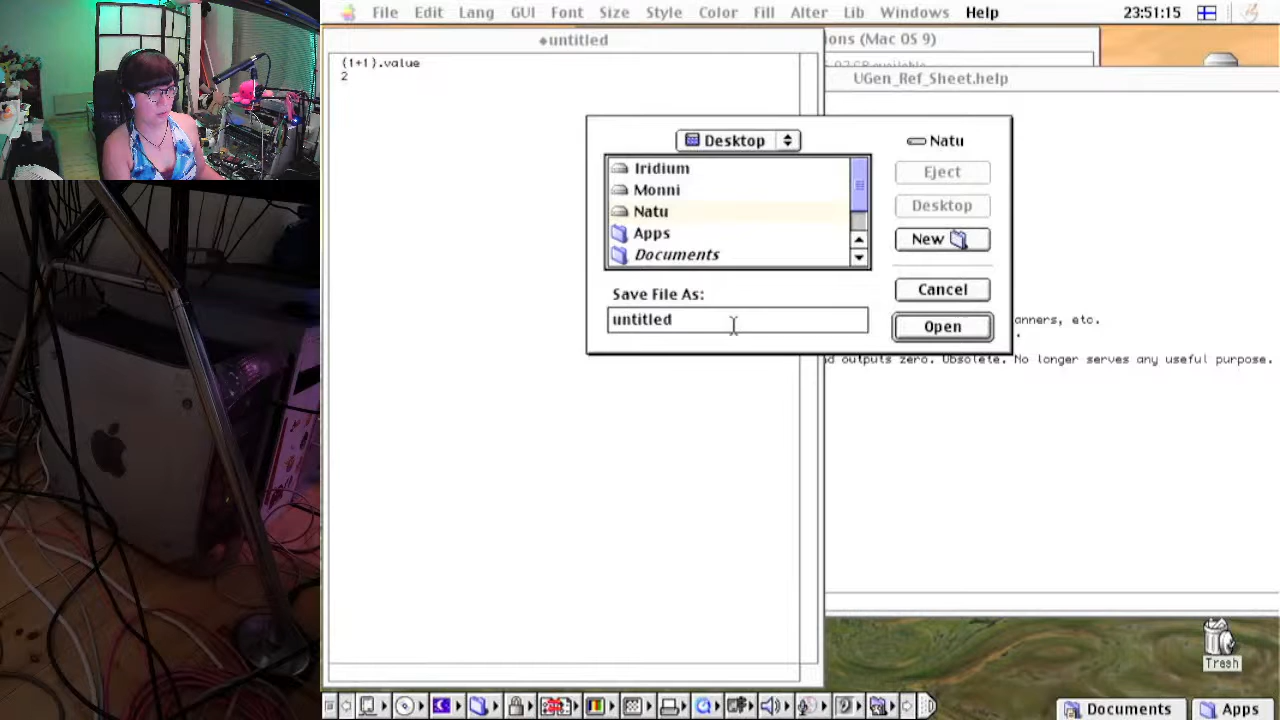 File Edit Lang GUI Font Size Style Color Fill Alter Lib Windows Help 23:51:15
◆untitled
ons (Mac OS 9)
UGen_Ref_Sheet.help
(1+1).value
2
Desktop
Natu
Iridium
Monni
Natu
Apps
Documents
Eject
Desktop
New
Save File As:
untitled
Cancel
Open
anners, etc.
.
d outputs zero. Obsolete. No longer serves any useful purpose.
Trash
Documents
Apps